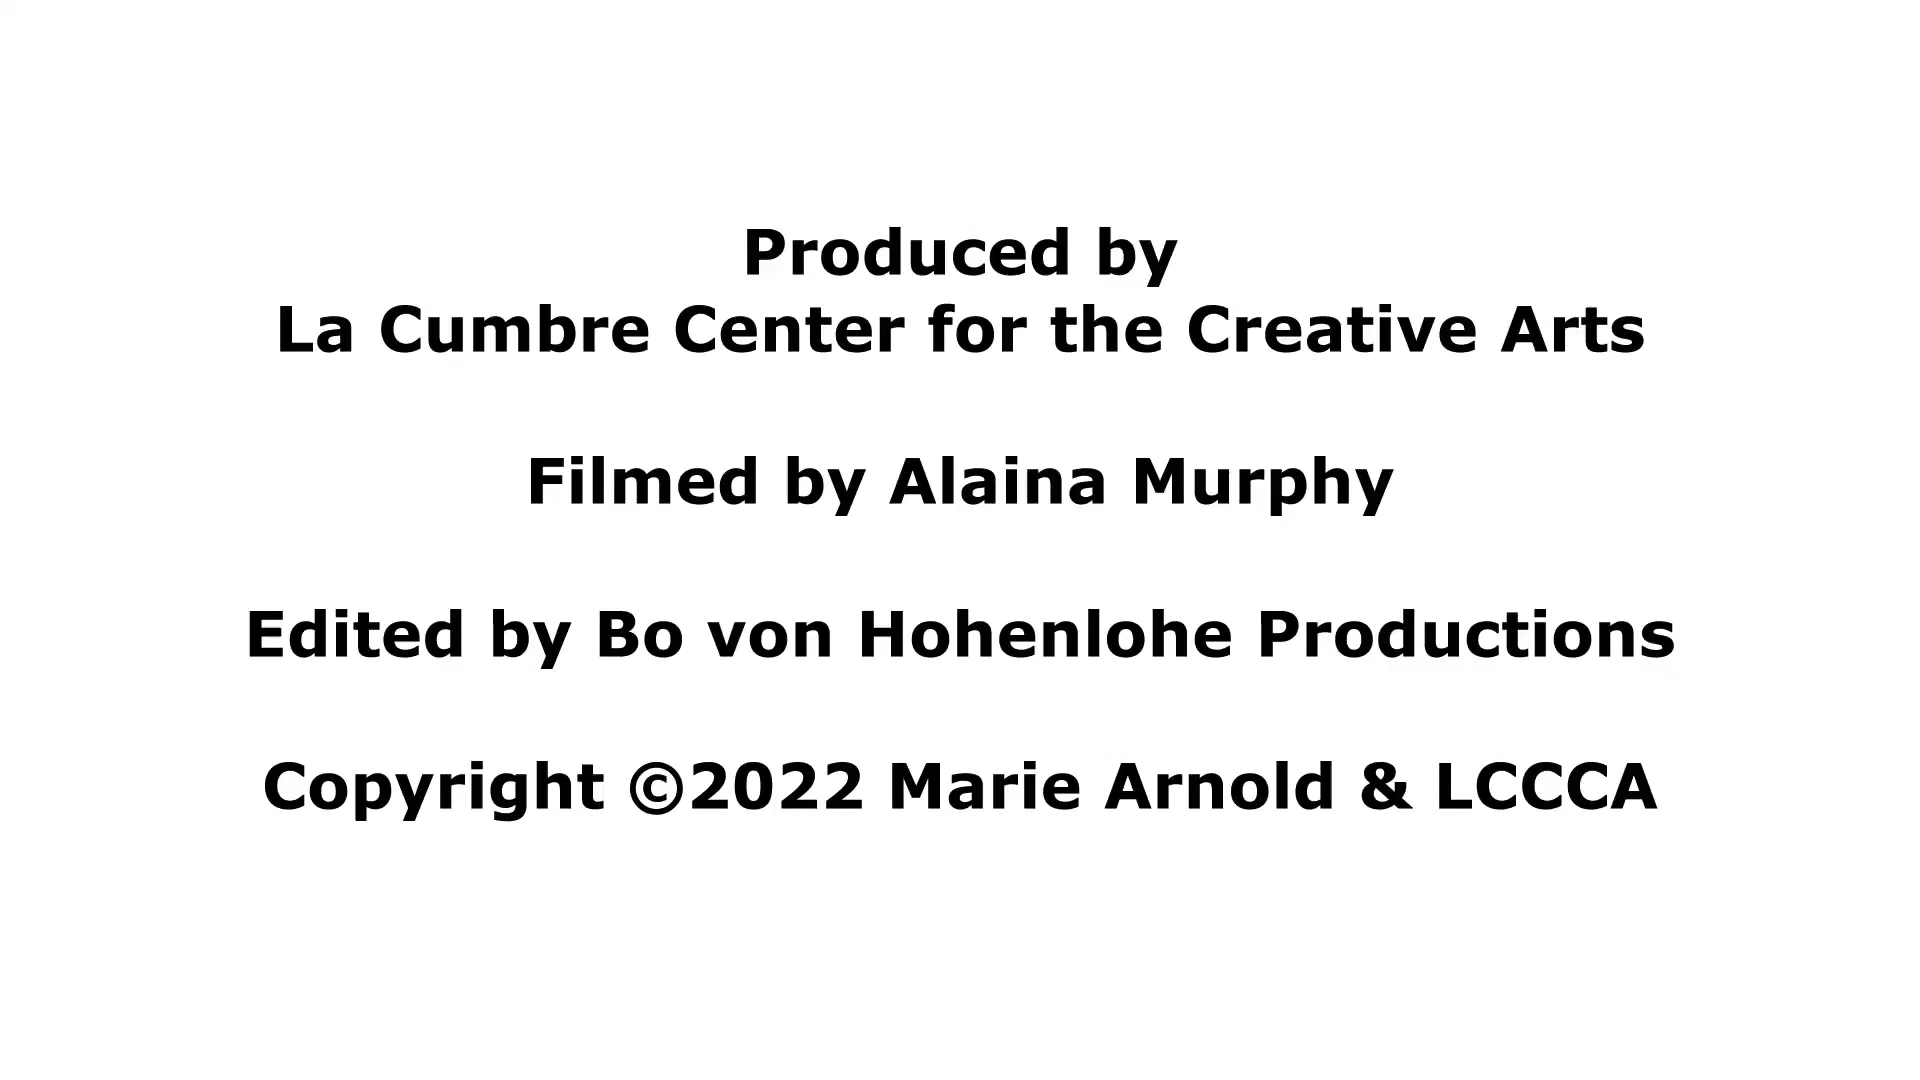 Produced by
La Cumbre Center for the Creative Arts
Filmed by Alaina Murphy
Edited by Bo von Hohenlohe Productions
Copyright ©2022 Marie Arnold & LCCCA